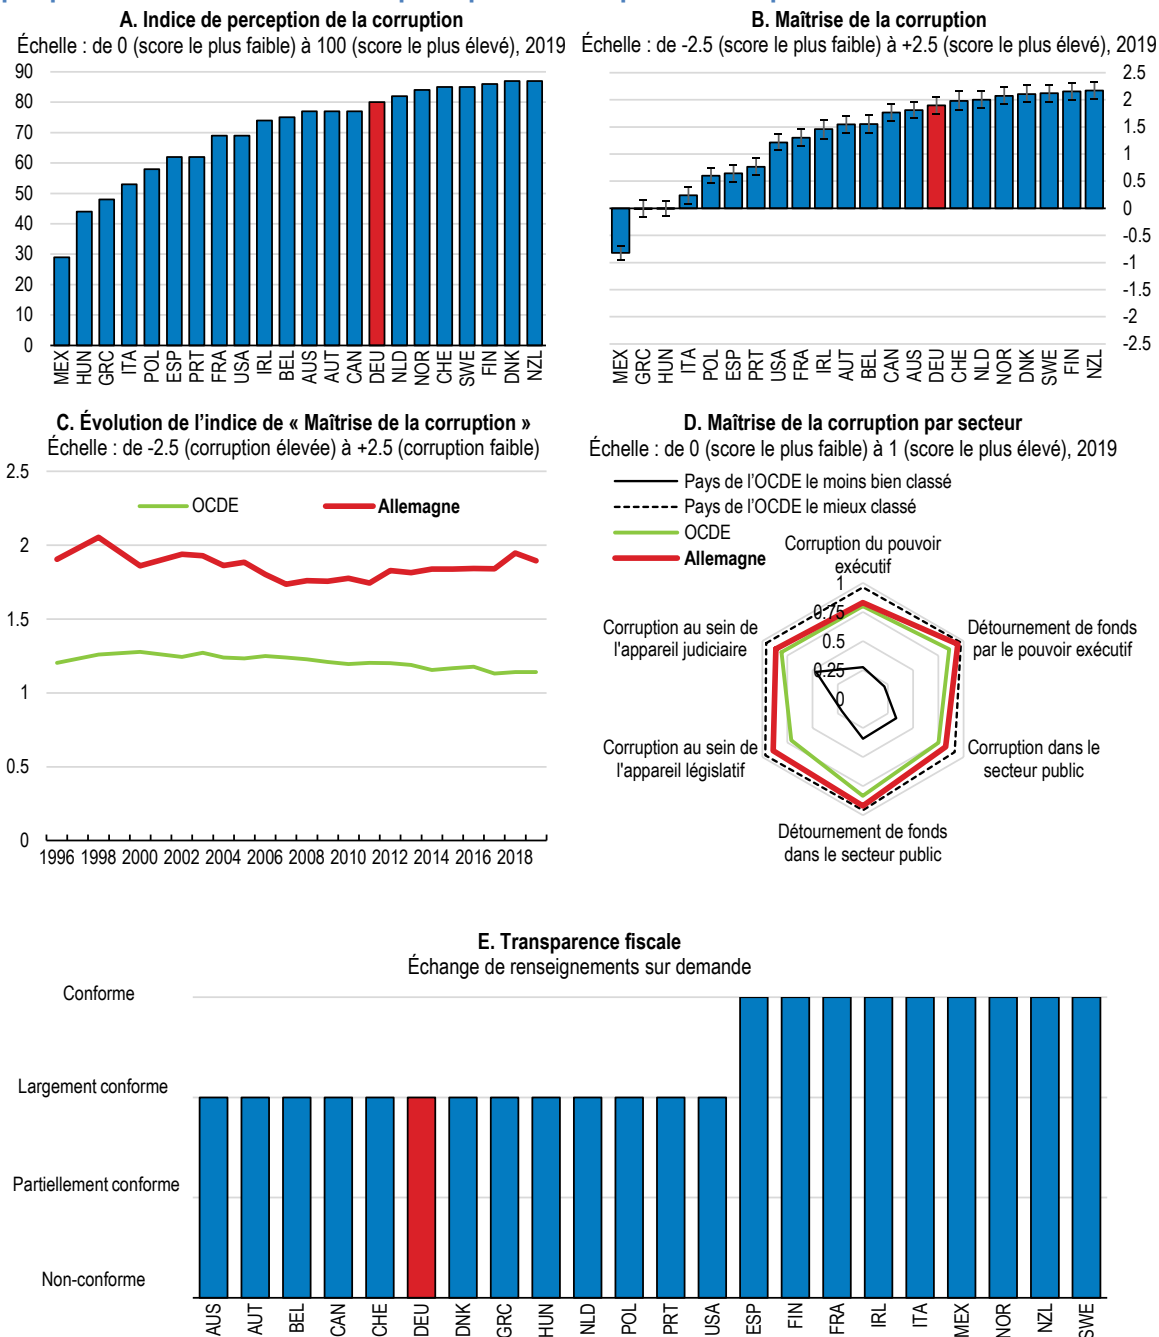 A. Indice de perception de la corruption
Échelle : de 0 (score le plus faible) à 100 (score le plus élevé), 2019
90
80
70
60
50
40
30
20
10
0
MEX HUN GRC ITA POL ESP PRT FRA USA IRL BEL AUS AUT CAN DEU NLD NOR CHE SWE FIN DNK NZL
B. Maîtrise de la corruption
Échelle : de -2.5 (score le plus faible) à +2.5 (score le plus élevé), 2019
2.5
2
1.5
1
0.5
0
-0.5
-1
-1.5
-2
-2.5
MEX GRC HUN ITA POL ESP PRT USA FRA IRL AUT BEL CAN AUS DEU CHE NLD NOR DNK SWE FIN NZL
C. Évolution de l’indice de « Maîtrise de la corruption »
Échelle : de -2.5 (corruption élevée) à +2.5 (corruption faible)
2.5
OCDE
Allemagne
2
1.5
1
0.5
0
1996 1998 2000 2002 2004 2006 2008 2010 2012 2014 2016 2018
D. Maîtrise de la corruption par secteur
Échelle : de 0 (score le plus faible) à 1 (score le plus élevé), 2019
Pays de l’OCDE le moins bien classé
Pays de l’OCDE le mieux classé
OCDE
Allemagne
Corruption du pouvoir
exécutif
1
0.75
0.5
0.25
0
Détournement de fonds
par le pouvoir exécutif
Corruption dans le
secteur public
Détournement de fonds
dans le secteur public
Corruption au sein de
l'appareil législatif
Corruption au sein de
l'appareil judiciaire
E. Transparence fiscale
Échange de renseignements sur demande
Conforme
Largement conforme
Partiellement conforme
Non-conforme
AUS AUT BEL CAN CHE DEU DNK GRC HUN NLD POL PRT USA ESP FIN FRA IRL ITA MEX NOR NZL SWE